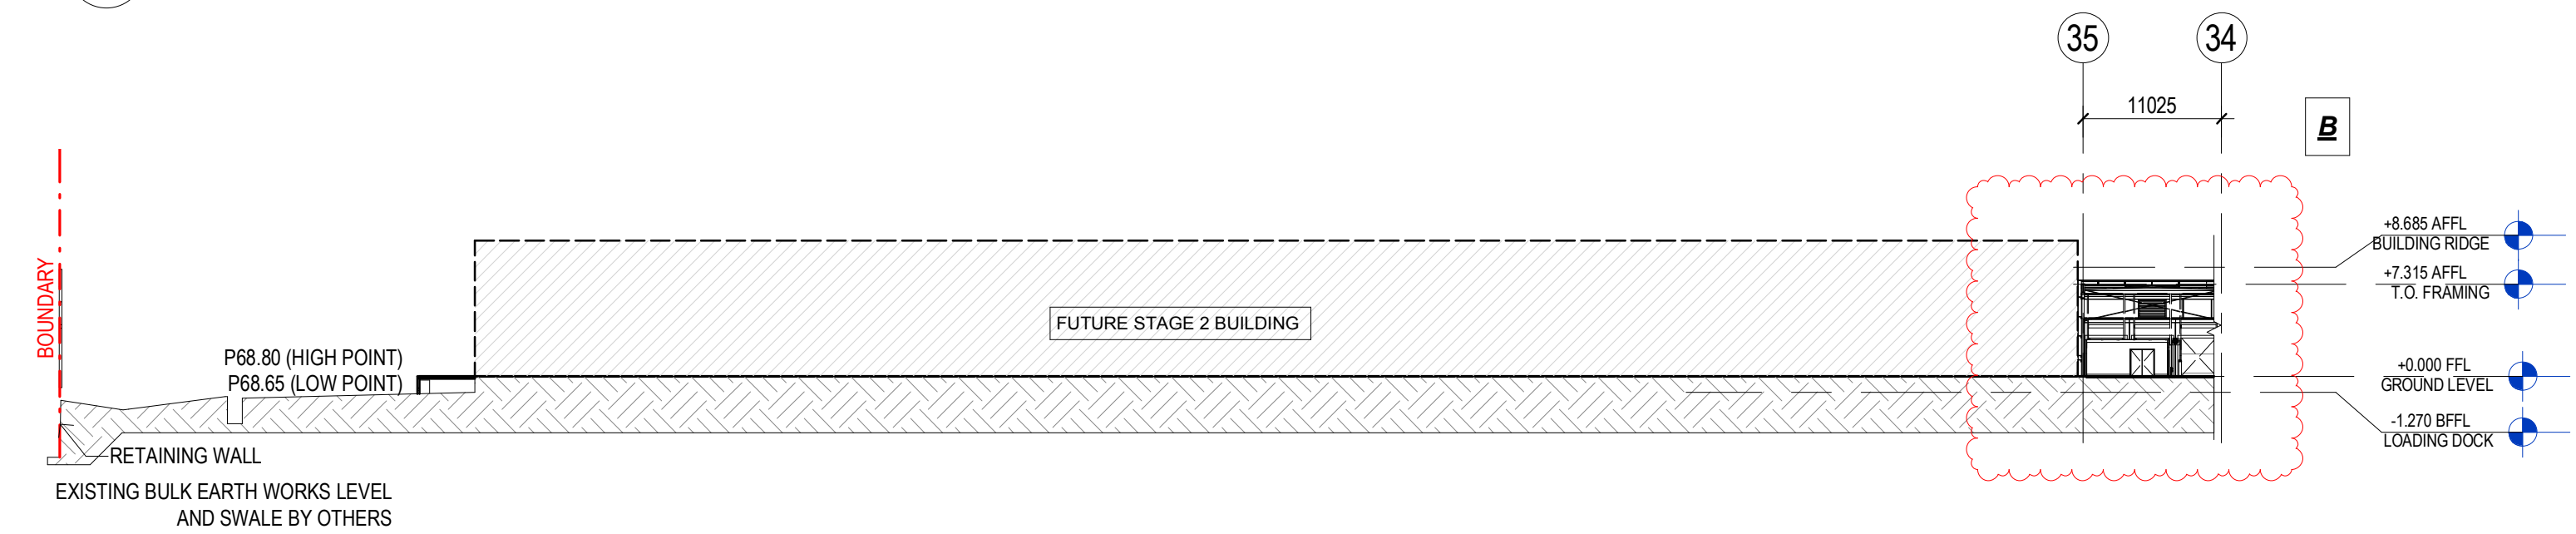 35
34
11025
B
+8.685 AFFL
BUILDING RIDGE
+7.315 AFFL
T.O. FRAMING
BOUNDARY
FUTURE STAGE 2 BUILDING
P68.80 (HIGH POINT)
P68.65 (LOW POINT)
+0.000 FFL
GROUND LEVEL
-1.270 BFFL
LOADING DOCK
RETAINING WALL
EXISTING BULK EARTH WORKS LEVEL
AND SWALE BY OTHERS